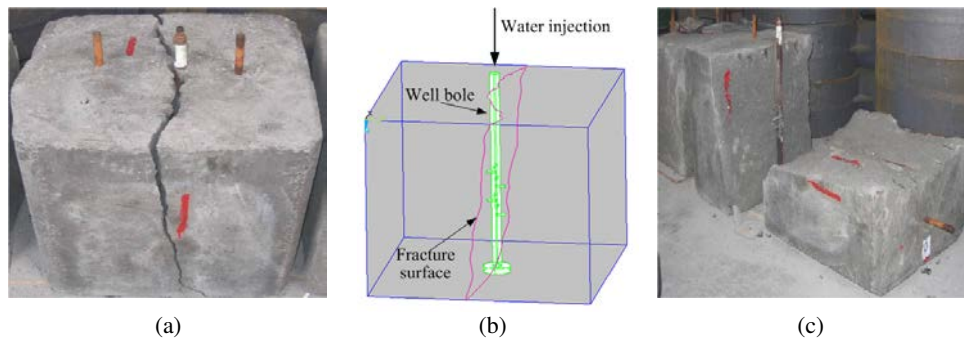 Water injection
Well bole
Fracture
surface
(a)
(b)
(c)